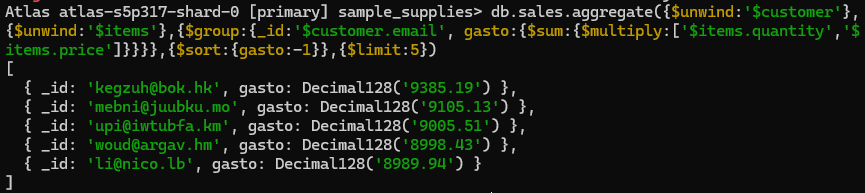 Atlas atlas-s5p317-shard-0 [primary] sample_supplies> db.sales.aggregate({$unwind:'$customer'},
{$unwind:'$items'},{$group:{_id:'$customer.email', gasto:{$sum:{$multiply:['$items.quantity','$
items.price']}}}},{$sort:{gasto:-1}},{$limit:5})
[
  { _id: 'kegzuh@bok.hk', gasto: Decimal128('9385.19') },
  { _id: 'mebni@juubku.mo', gasto: Decimal128('9105.13') },
  { _id: 'upi@iwtubfa.km', gasto: Decimal128('9005.51') },
  { _id: 'woud@argav.hm', gasto: Decimal128('8998.43') },
  { _id: 'li@nico.lb', gasto: Decimal128('8989.94') }
]